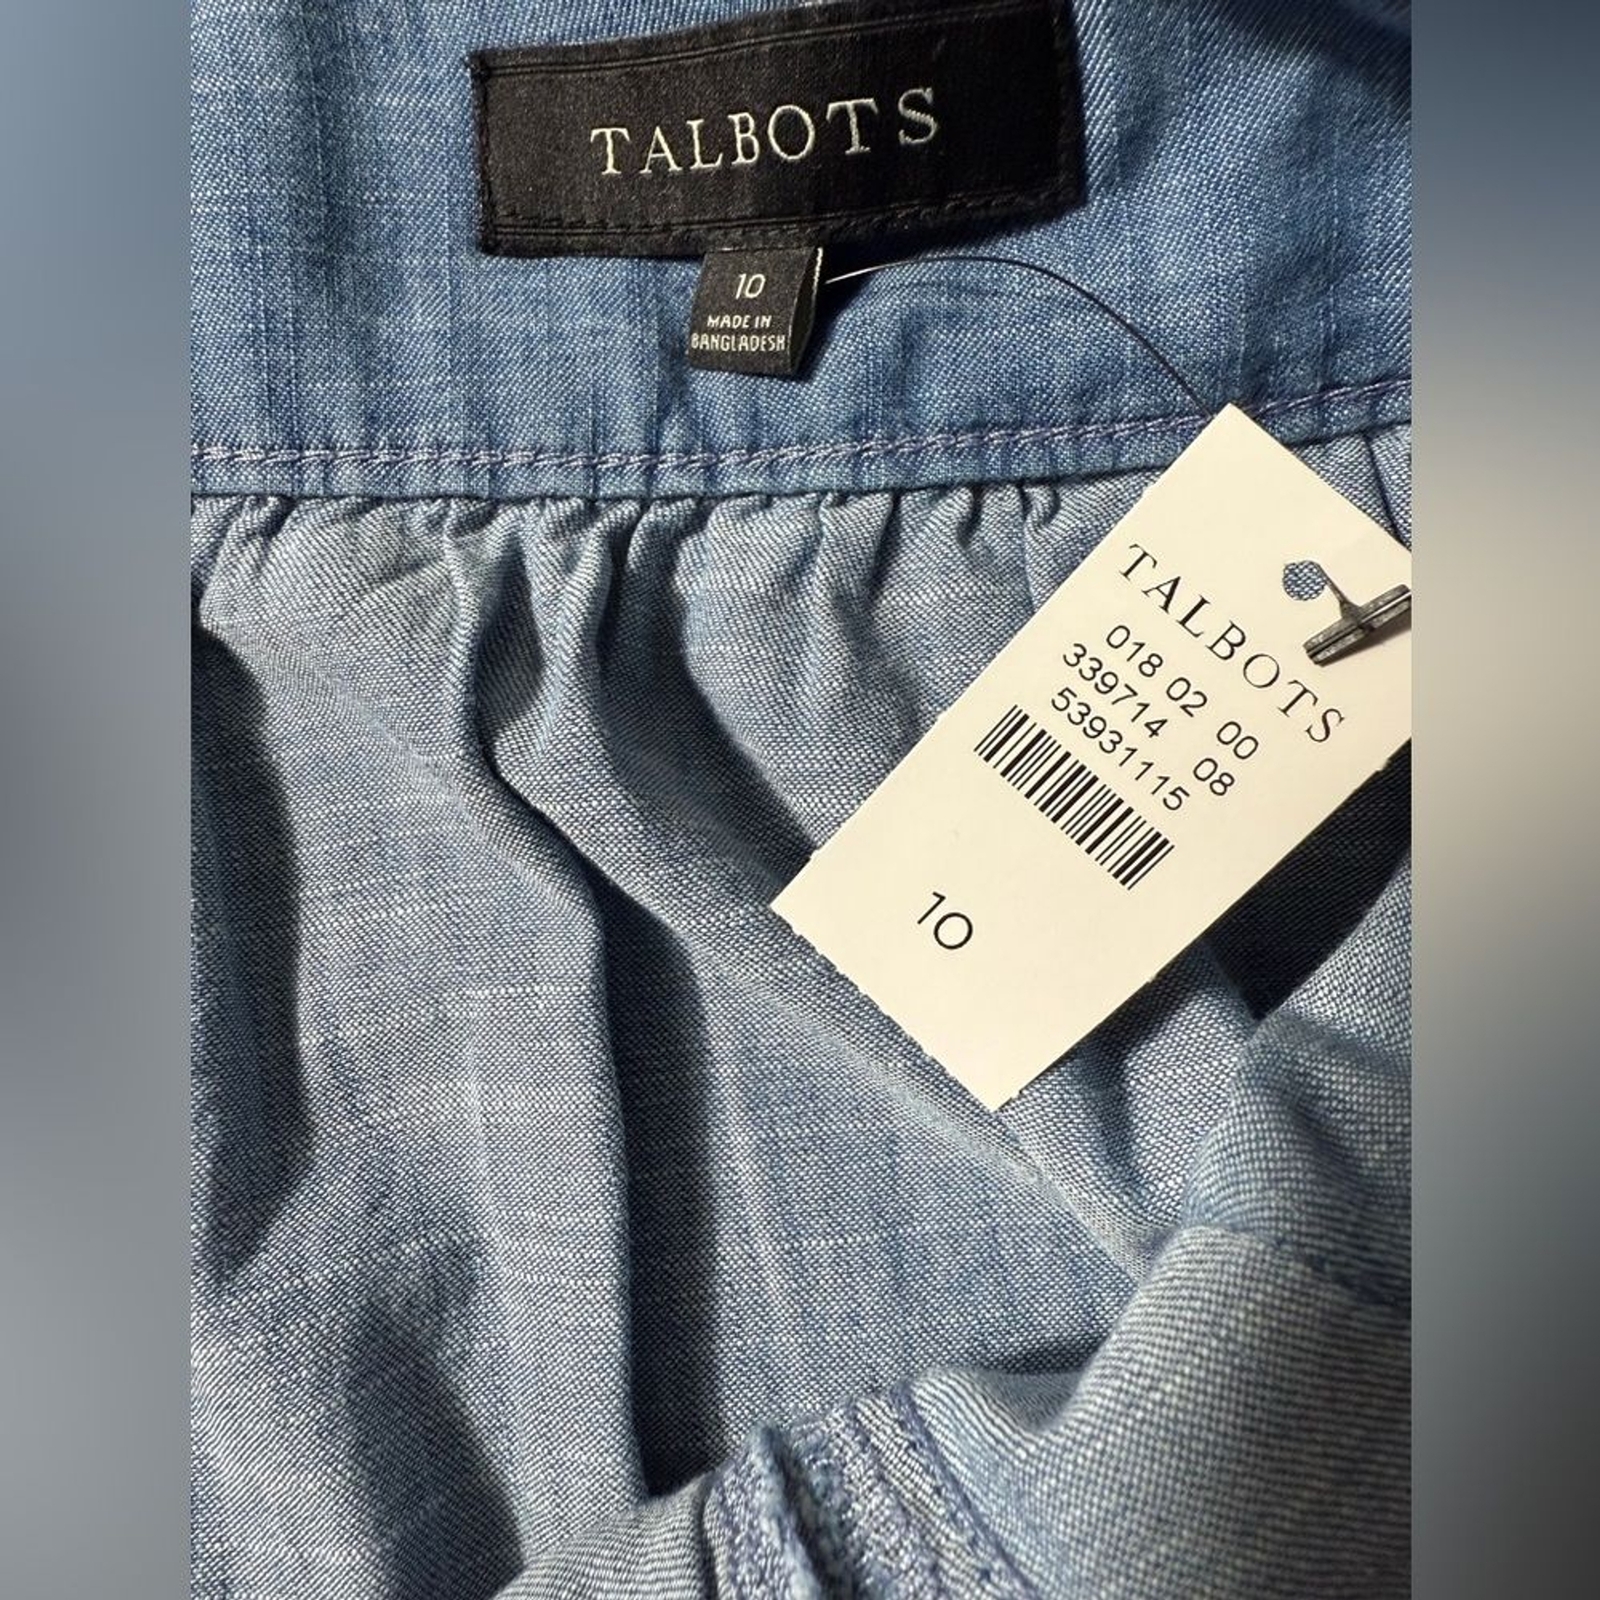 TALBOTS
10
MADE IN
BANGLADESH
TALBOTS
018 02 00
339714 08
53931115
10